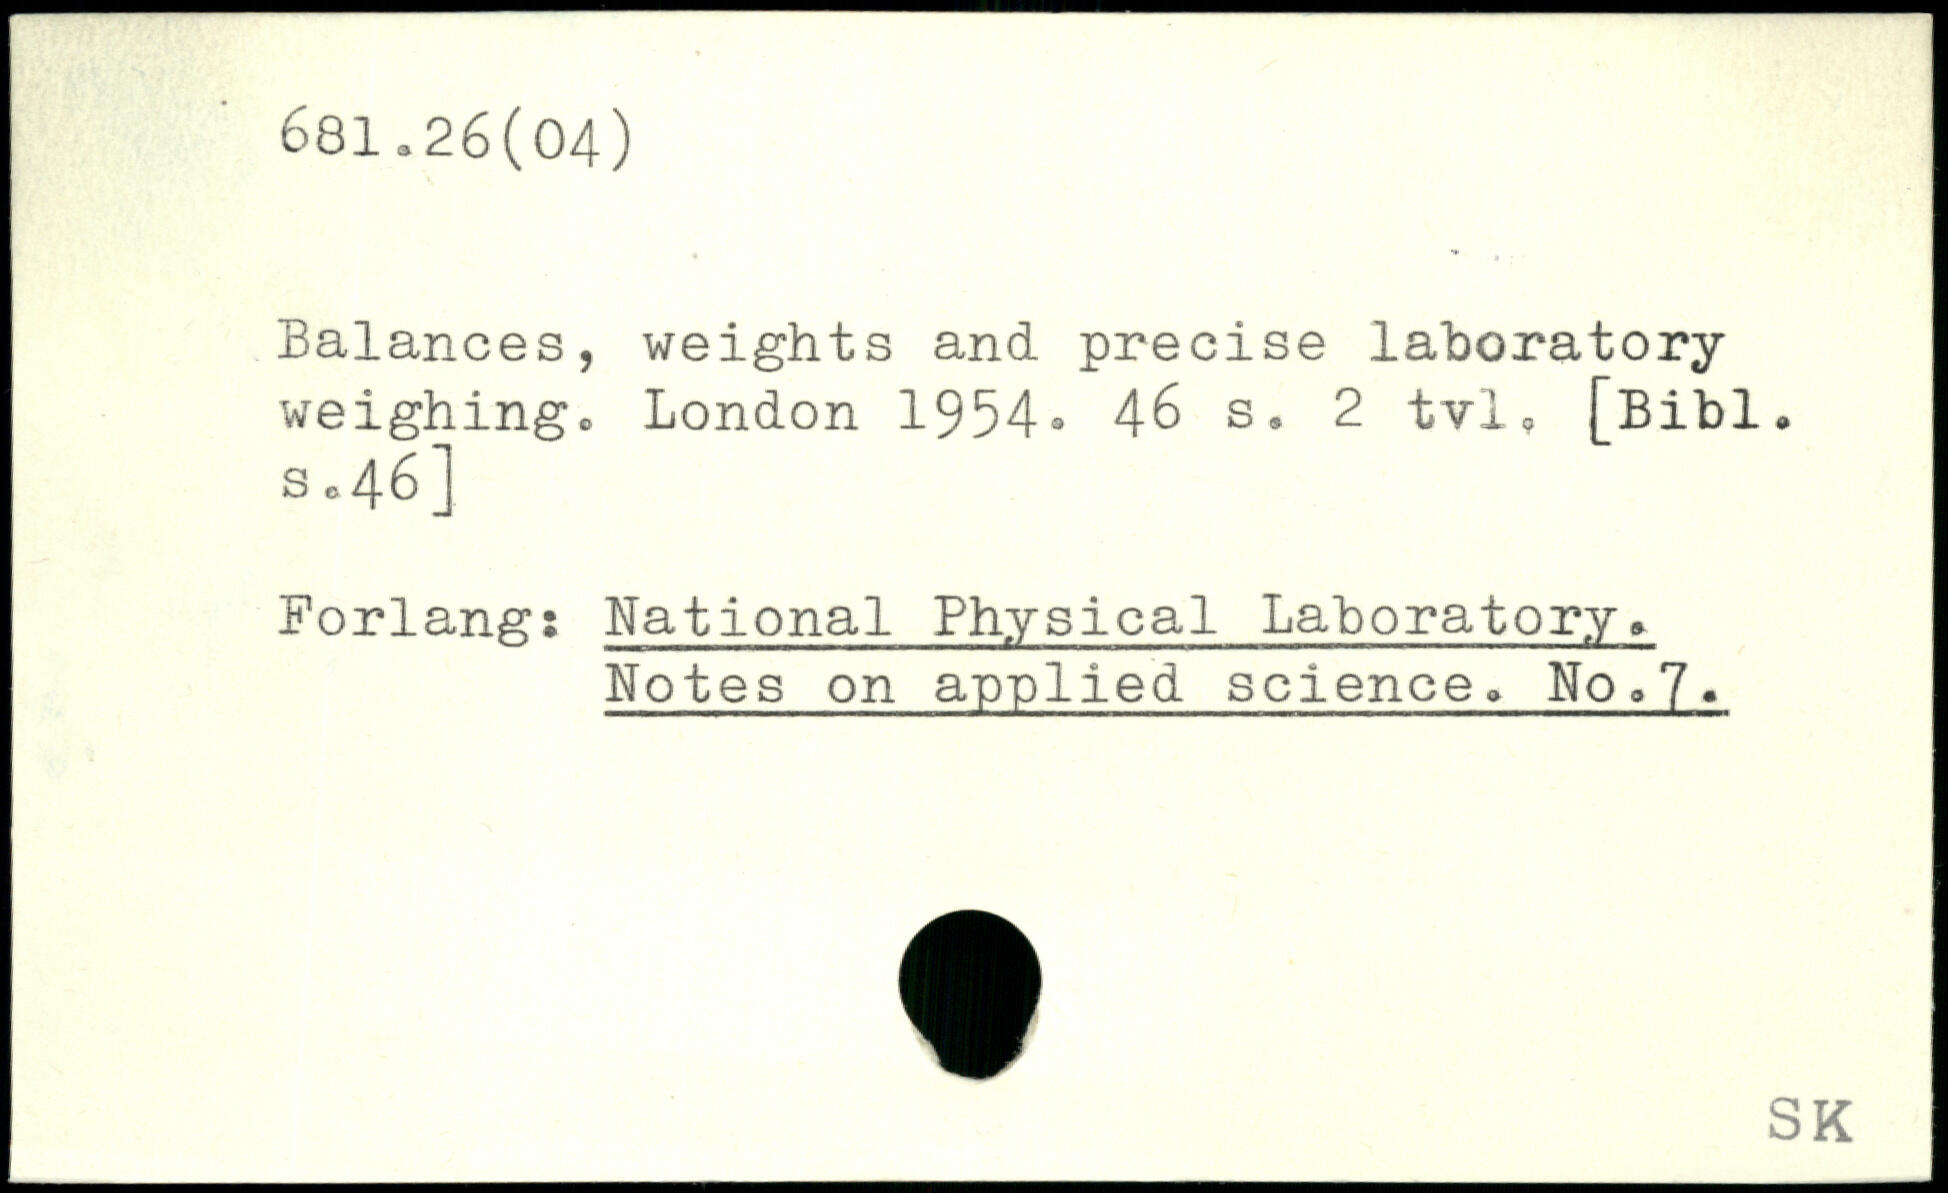 681.26(04)
Balances, weights and precise laboratory
weighing. London 1954. 46 s. 2 tvl. [Bibl.
s.46]
Forlang: National Physical Laboratory.
Notes on applied science. No.7.
SK